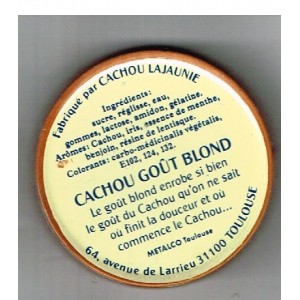 Fabriqué par CACHOU LAJAUNIE
Ingrédients:
sucre, réglisse, eau,
gommes, lactose, amidon, gélatine,
Arômes: Cachou, iris, essence de menthe,
benjoin, résine de lentisque.
Colorants: carbo-médicinalis végétalis,
E102, 124, 132.
CACHOU GOÛT BLOND
Le goût blond enrobe si bien
le goût du Cachou qu'on ne sait
où finit la douceur et où
commence le Cachou...
METALCO Toulouse
64, avenue de Larrieu 31100 TOULOUSE